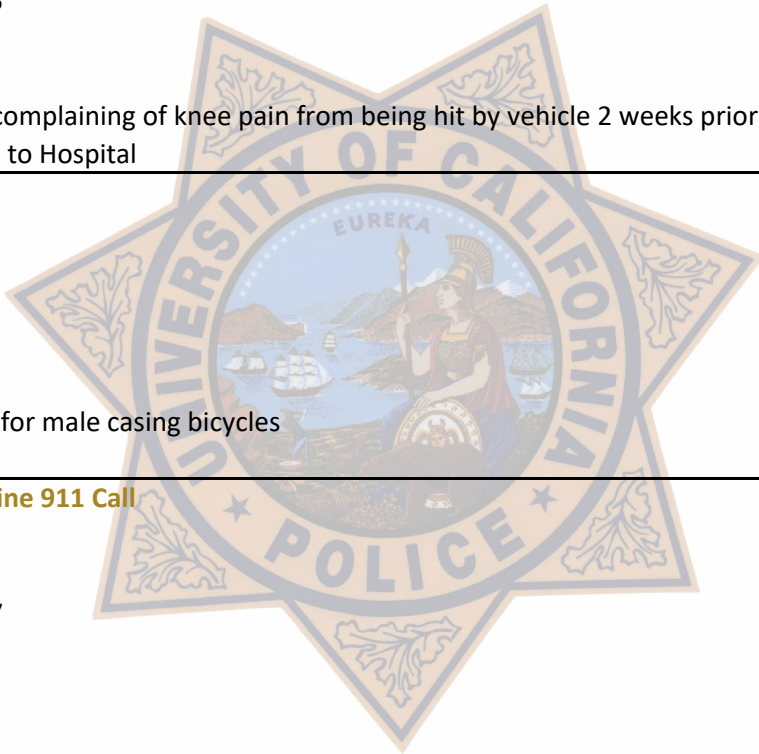 complaining of knee pain from being hit by vehicle 2 weeks prior
to Hospital
UNIVERSITY OF CALIFORNIA
EUREKA
for male casing bicycles
ine 911 Call
POLICE